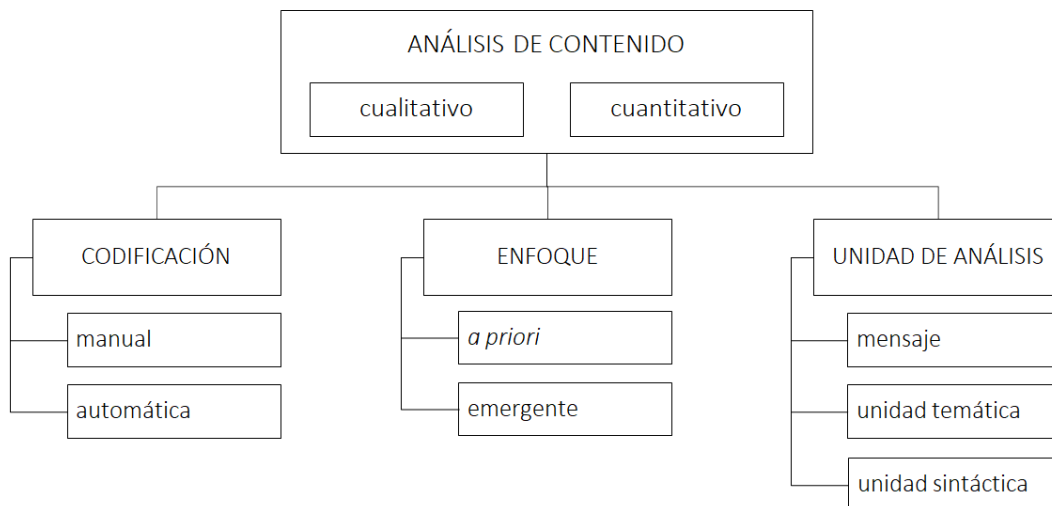 ANÁLISIS DE CONTENIDO
cualitativo
cuantitativo
CODIFICACIÓN
manual
automática
ENFOQUE
a priori
emergente
UNIDAD DE ANÁLISIS
mensaje
unidad temática
unidad sintáctica